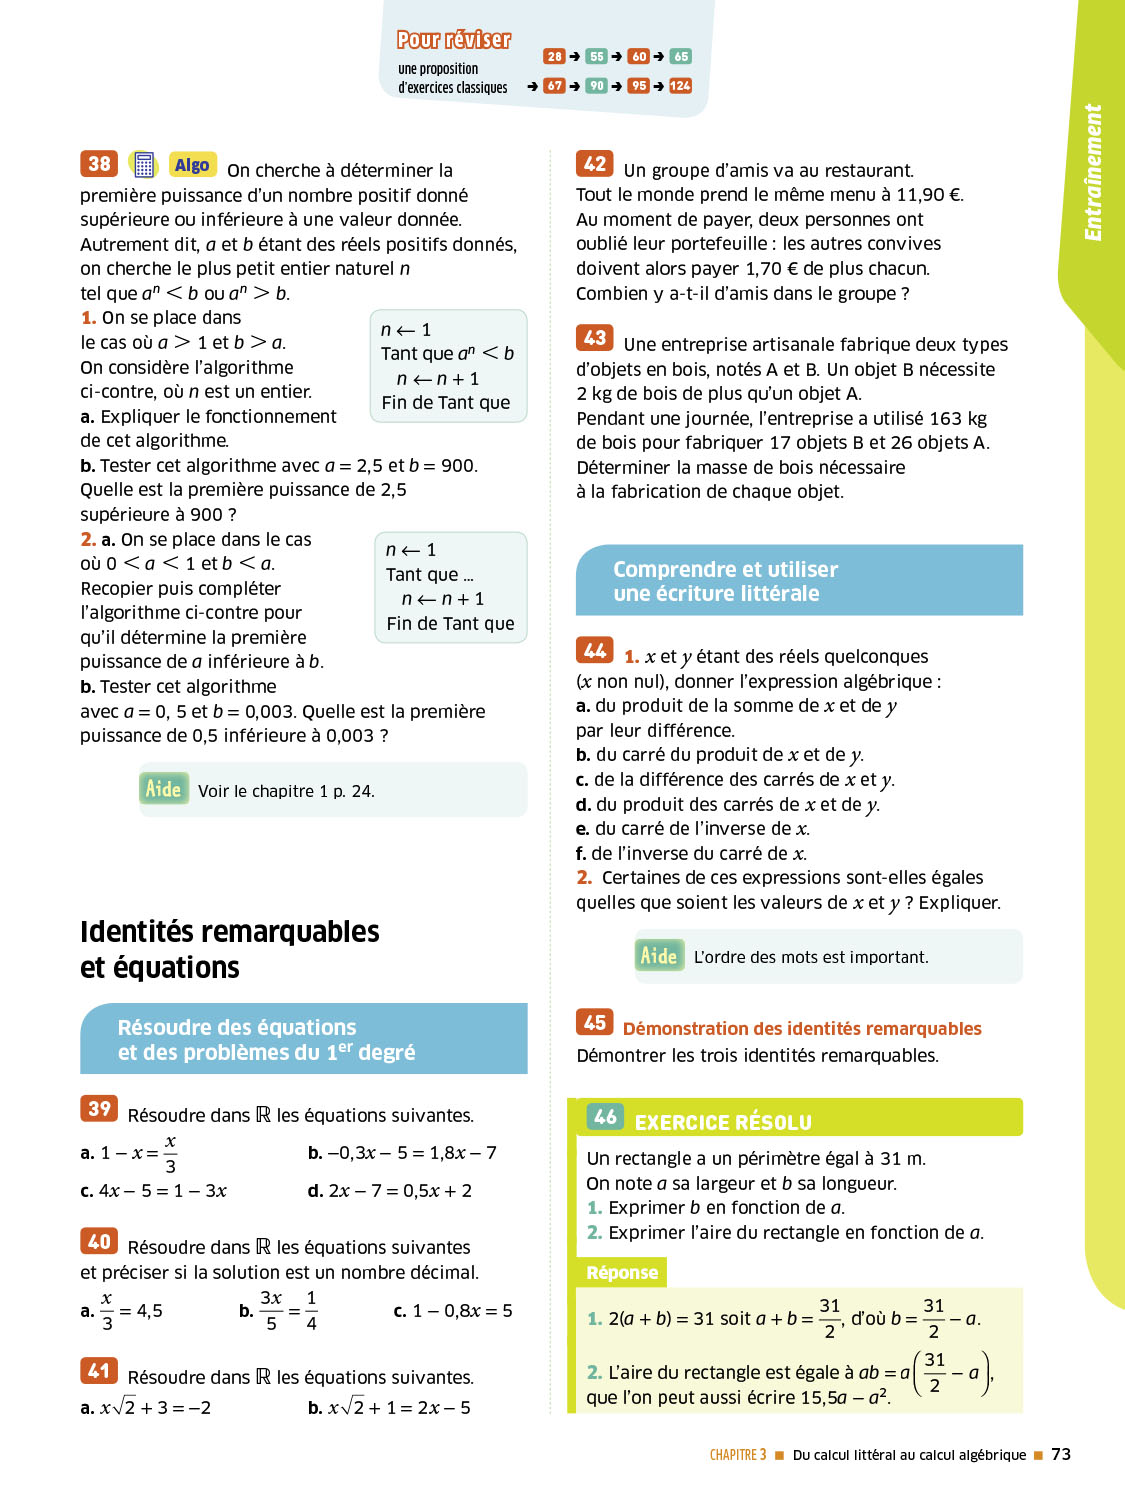 Pour réviser
une proposition
d'exercices classiques
28 → 55 → 60 → 65
→ 67 → 90 → 95 → 124
Entraînement
38 Algo On cherche à déterminer la
première puissance d'un nombre positif donné
supérieure ou inférieure à une valeur donnée.
Autrement dit, a et b étant des réels positifs donnés,
on cherche le plus petit entier naturel n
tel que aⁿ < b ou aⁿ > b.
1. On se place dans
le cas où a > 1 et b > a.
On considère l'algorithme
ci-contre, où n est un entier.
a. Expliquer le fonctionnement
de cet algorithme.
n ← 1
Tant que aⁿ < b
n ← n + 1
Fin de Tant que
b. Tester cet algorithme avec a = 2,5 et b = 900.
Quelle est la première puissance de 2,5
supérieure à 900 ?
2. a. On se place dans le cas
où 0 < a < 1 et b < a.
Recopier puis compléter
l'algorithme ci-contre pour
qu'il détermine la première
puissance de a inférieure à b.
n ← 1
Tant que ...
n ← n + 1
Fin de Tant que
b. Tester cet algorithme
avec a = 0, 5 et b = 0,003. Quelle est la première
puissance de 0,5 inférieure à 0,003 ?
Aide Voir le chapitre 1 p. 24.
Identités remarquables
et équations
Résoudre des équations
et des problèmes du 1er degré
39 Résoudre dans ℝ les équations suivantes.
a. 1 − x = x/3 b. −0,3x − 5 = 1,8x − 7
c. 4x − 5 = 1 − 3x d. 2x − 7 = 0,5x + 2
40 Résoudre dans ℝ les équations suivantes
et préciser si la solution est un nombre décimal.
a. x/3 = 4,5 b. 3x/5 = 1/4 c. 1 − 0,8x = 5
41 Résoudre dans ℝ les équations suivantes.
a. x√2 + 3 = −2 b. x√2 + 1 = 2x − 5
42 Un groupe d'amis va au restaurant.
Tout le monde prend le même menu à 11,90 €.
Au moment de payer, deux personnes ont
oublié leur portefeuille : les autres convives
doivent alors payer 1,70 € de plus chacun.
Combien y a-t-il d'amis dans le groupe ?
43 Une entreprise artisanale fabrique deux types
d'objets en bois, notés A et B. Un objet B nécessite
2 kg de bois de plus qu'un objet A.
Pendant une journée, l'entreprise a utilisé 163 kg
de bois pour fabriquer 17 objets B et 26 objets A.
Déterminer la masse de bois nécessaire
à la fabrication de chaque objet.
Comprendre et utiliser
une écriture littérale
44 1. x et y étant des réels quelconques
(x non nul), donner l'expression algébrique :
a. du produit de la somme de x et de y
par leur différence.
b. du carré du produit de x et de y.
c. de la différence des carrés de x et y.
d. du produit des carrés de x et de y.
e. du carré de l'inverse de x.
f. de l'inverse du carré de x.
2. Certaines de ces expressions sont-elles égales
quelles que soient les valeurs de x et y ? Expliquer.
Aide L'ordre des mots est important.
45 Démonstration des identités remarquables
Démontrer les trois identités remarquables.
46 EXERCICE RÉSOLU
Un rectangle a un périmètre égal à 31 m.
On note a sa largeur et b sa longueur.
1. Exprimer b en fonction de a.
2. Exprimer l'aire du rectangle en fonction de a.
Réponse
1. 2(a + b) = 31 soit a + b = 31/2, d'où b = 31/2 − a.
2. L'aire du rectangle est égale à ab = a(31/2 − a),
que l'on peut aussi écrire 15,5a − a².
CHAPITRE 3 ■ Du calcul littéral au calcul algébrique ■ 73